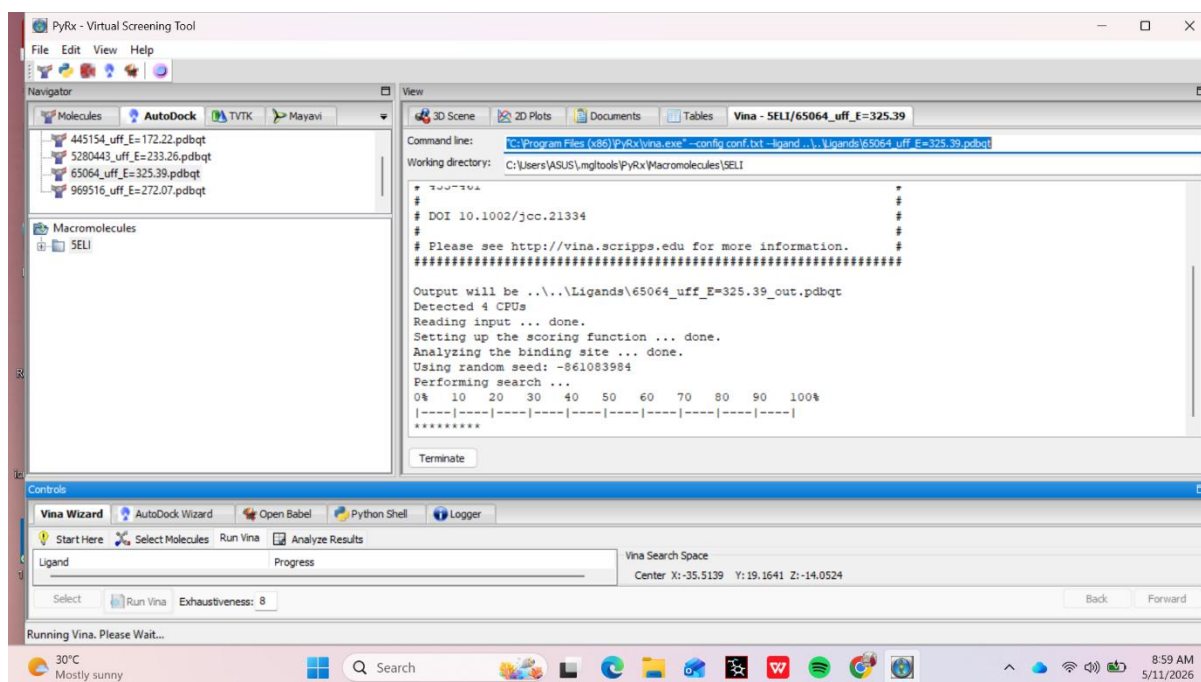 PyRx - Virtual Screening Tool
File Edit View Help
Navigator
Molecules AutoDock TVTK Mayavi
445154_uff_E=172.22.pdbqt
5280443_uff_E=233.26.pdbqt
65064_uff_E=325.39.pdbqt
969516_uff_E=272.07.pdbqt
Macromolecules
5ELI
View
3D Scene 2D Plots Documents Tables Vina - 5ELI/65064_uff_E=325.39
Command line: "C:\Program Files (x86)\PyRx\vina.exe" --config conf.txt --ligand ..\..\Ligands\65064_uff_E=325.39.pdbqt
Working directory: C:\Users\ASUS\.mgltools\PyRx\Macromolecules\5ELI
# 455-461 #
# #
# DOI 10.1002/jcc.21334 #
# #
# Please see http://vina.scripps.edu for more information. #
#################################################################
Output will be ..\..\Ligands\65064_uff_E=325.39_out.pdbqt
Detected 4 CPUs
Reading input ... done.
Setting up the scoring function ... done.
Analyzing the binding site ... done.
Using random seed: -861083984
Performing search ...
0% 10 20 30 40 50 60 70 80 90 100%
|----|----|----|----|----|----|----|----|----|----|
*********
Terminate
Controls
Vina Wizard AutoDock Wizard Open Babel Python Shell Logger
Start Here Select Molecules Run Vina Analyze Results
Ligand Progress
Vina Search Space
Center X:-35.5139 Y:19.1641 Z:-14.0524
Select Run Vina Exhaustiveness: 8 Back Forward
Running Vina. Please Wait...
30°C
Mostly sunny
Search
8:59 AM
5/11/2026